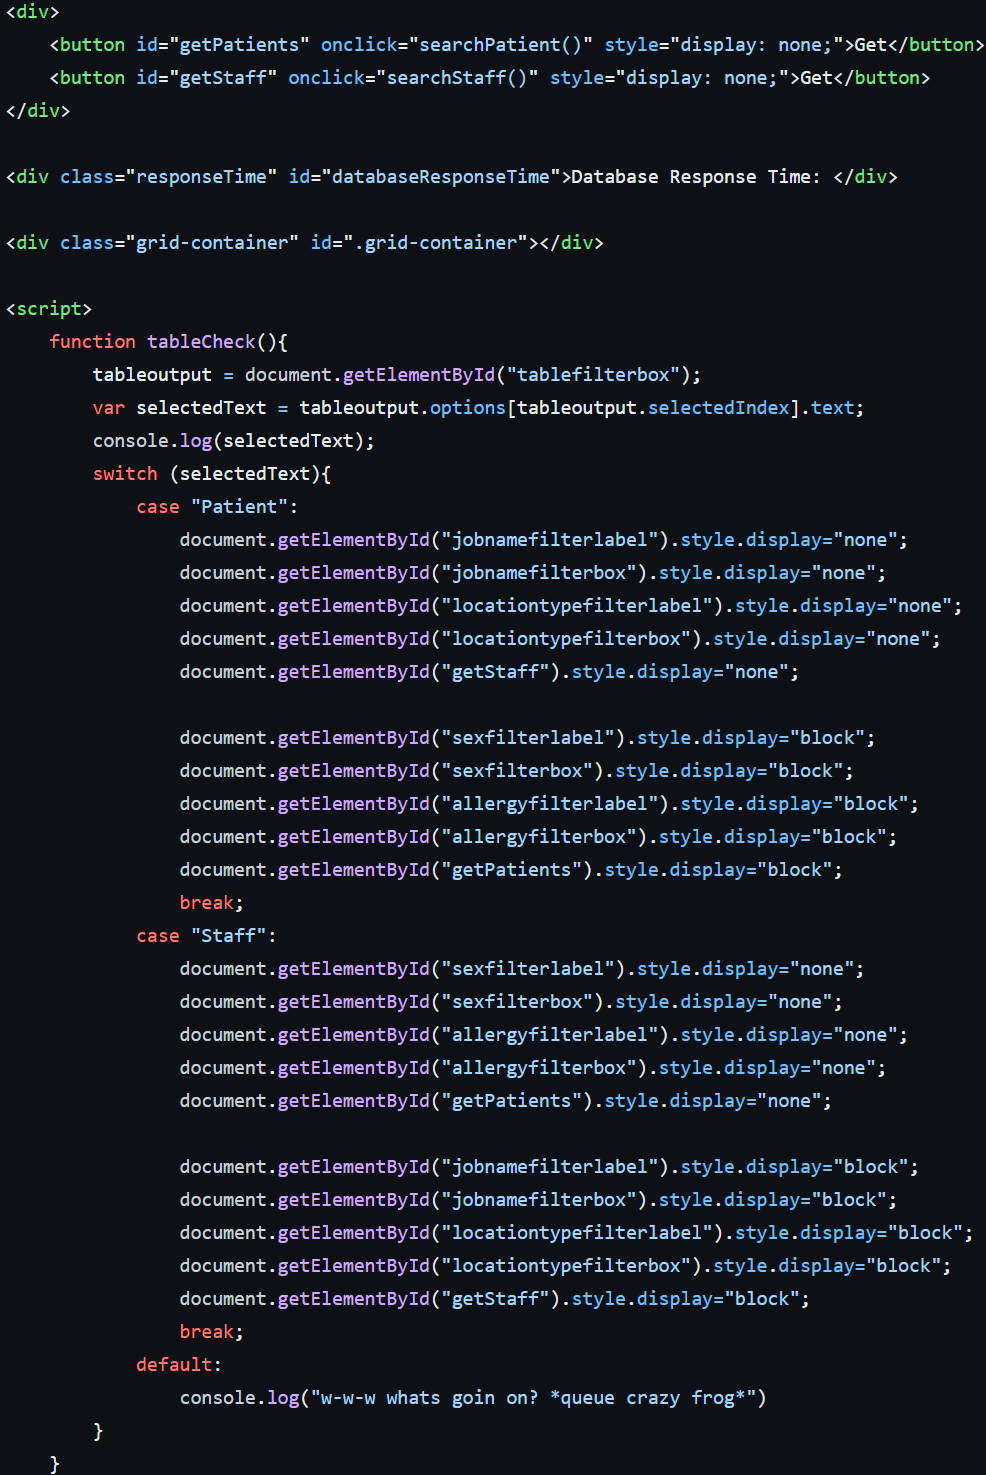 <div>
    <button id="getPatients" onclick="searchPatient()" style="display: none;">Get</button>
    <button id="getStaff" onclick="searchStaff()" style="display: none;">Get</button>
</div>

<div class="responseTime" id="databaseResponseTime">Database Response Time: </div>

<div class="grid-container" id=".grid-container"></div>

<script>
    function tableCheck(){
        tableoutput = document.getElementById("tablefilterbox");
        var selectedText = tableoutput.options[tableoutput.selectedIndex].text;
        console.log(selectedText);
        switch (selectedText){
            case "Patient":
                document.getElementById("jobnamefilterlabel").style.display="none";
                document.getElementById("jobnamefilterbox").style.display="none";
                document.getElementById("locationtypefilterlabel").style.display="none";
                document.getElementById("locationtypefilterbox").style.display="none";
                document.getElementById("getStaff").style.display="none";

                document.getElementById("sexfilterlabel").style.display="block";
                document.getElementById("sexfilterbox").style.display="block";
                document.getElementById("allergyfilterlabel").style.display="block";
                document.getElementById("allergyfilterbox").style.display="block";
                document.getElementById("getPatients").style.display="block";
                break;
            case "Staff":
                document.getElementById("sexfilterlabel").style.display="none";
                document.getElementById("sexfilterbox").style.display="none";
                document.getElementById("allergyfilterlabel").style.display="none";
                document.getElementById("allergyfilterbox").style.display="none";
                document.getElementById("getPatients").style.display="none";

                document.getElementById("jobnamefilterlabel").style.display="block";
                document.getElementById("jobnamefilterbox").style.display="block";
                document.getElementById("locationtypefilterlabel").style.display="block";
                document.getElementById("locationtypefilterbox").style.display="block";
                document.getElementById("getStaff").style.display="block";
                break;
            default:
                console.log("w-w-w whats goin on? *queue crazy frog*")
        }
    }